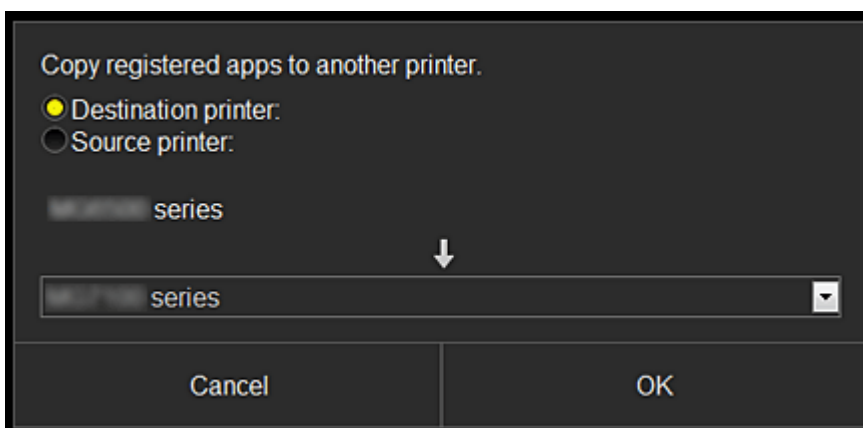 Copy registered apps to another printer.
Destination printer:
Source printer:
series
series
Cancel
OK